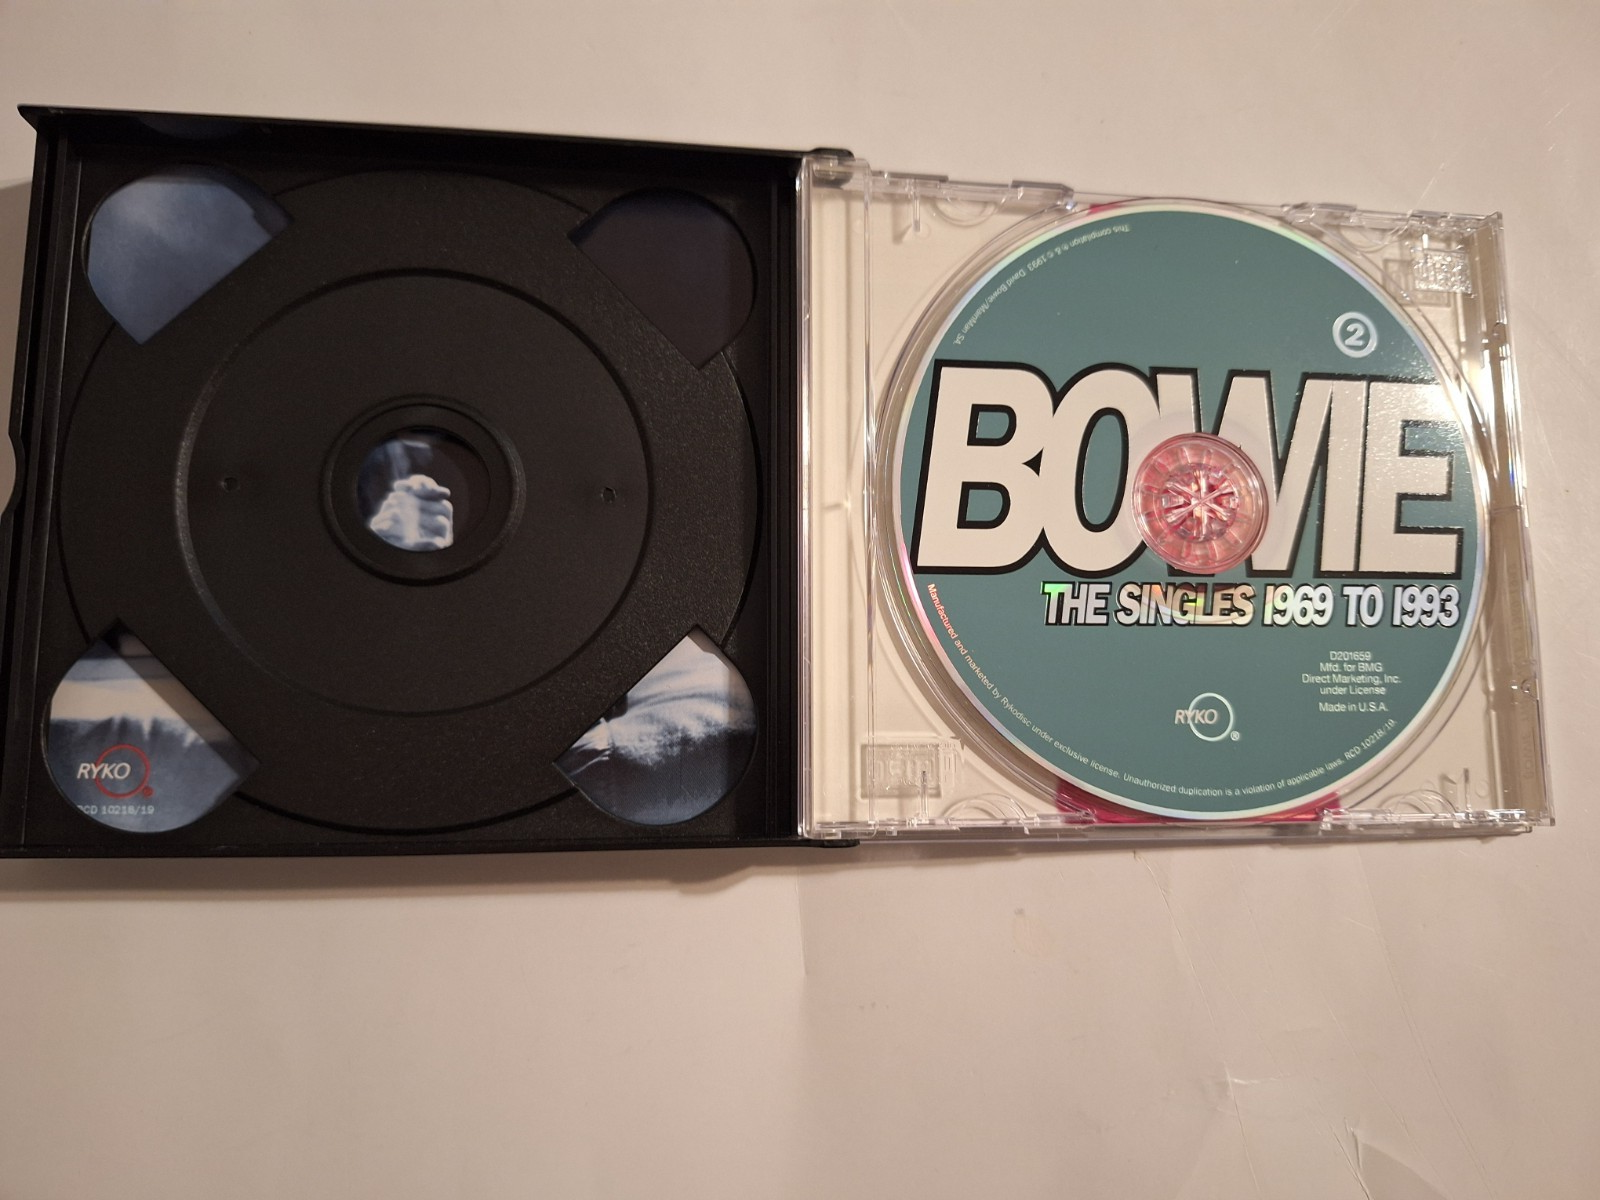 RYKO
RCD 10218/19
This compilation ℗ & © 1993, David Bowie/MainMan SA.
2
BOWIE
THE SINGLES 1969 TO 1993
D201659
Mfd. for BMG
Direct Marketing, Inc.
under License
Made in U.S.A.
RYKO®
Manufactured and marketed by Rykodisc under exclusive license. Unauthorized duplication is a violation of applicable laws. RCD 10218/19.